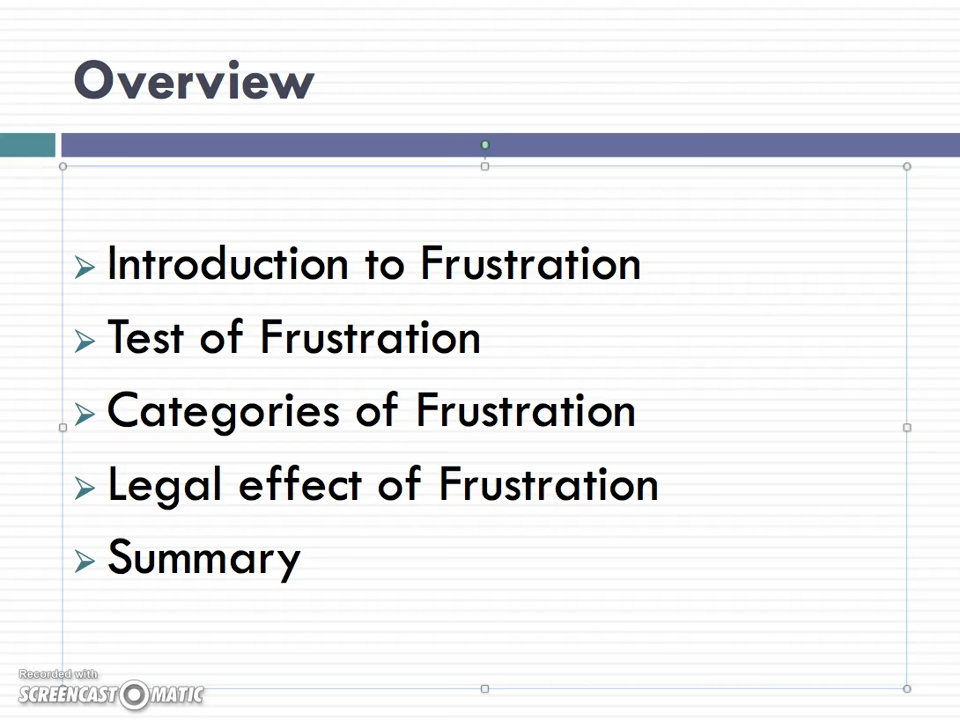 Overview
Introduction to Frustration
Test of Frustration
Categories of Frustration
Legal effect of Frustration
Summary
Recorded with
SCREENCAST MATIC